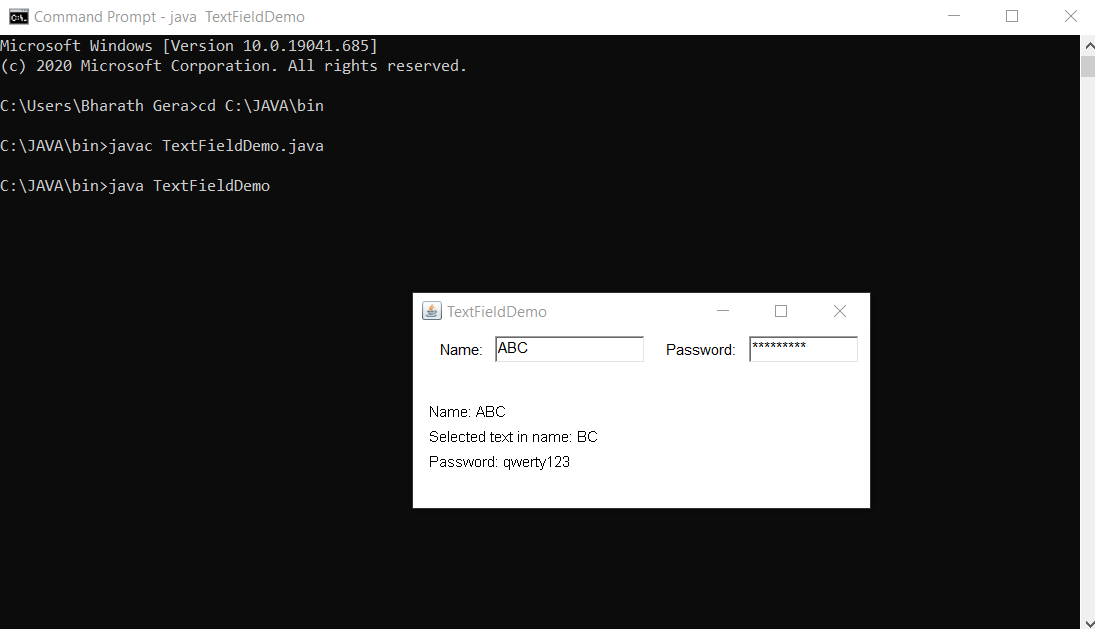 Command Prompt - java  TextFieldDemo
Microsoft Windows [Version 10.0.19041.685]
(c) 2020 Microsoft Corporation. All rights reserved.
C:\Users\Bharath Gera>cd C:\JAVA\bin
C:\JAVA\bin>javac TextFieldDemo.java
C:\JAVA\bin>java TextFieldDemo
TextFieldDemo
Name: ABC Password: *********
Name: ABC
Selected text in name: BC
Password: qwerty123